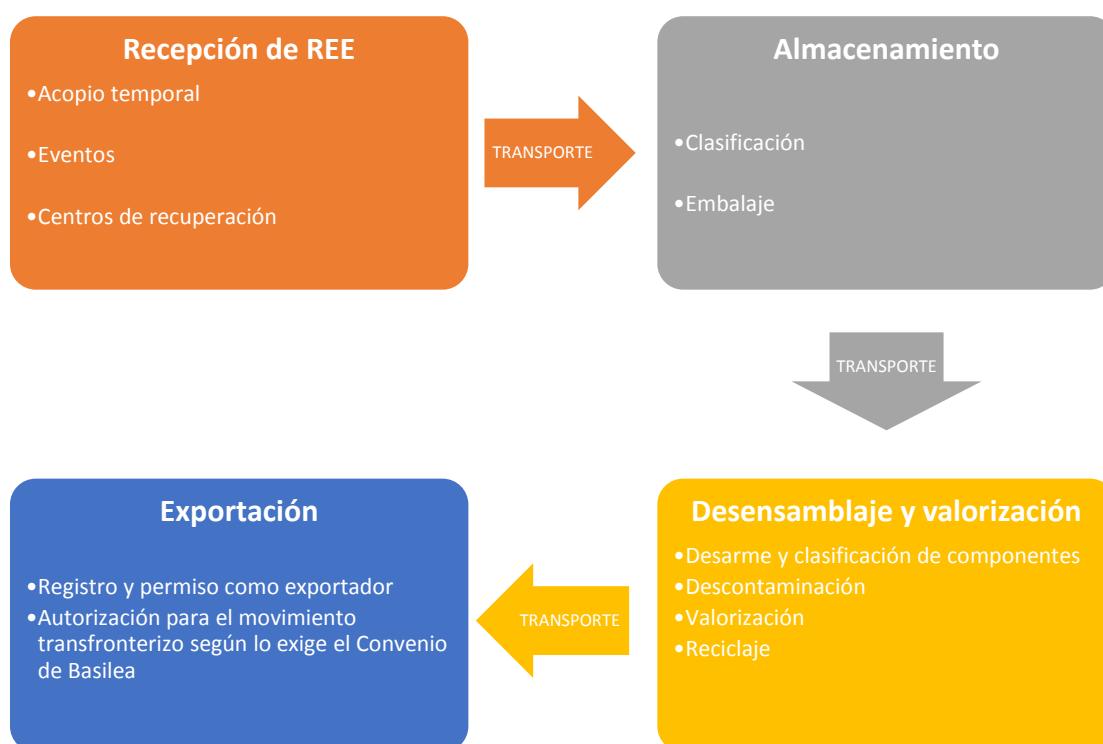 Recepción de REE
•Acopio temporal
•Eventos
•Centros de recuperación
TRANSPORTE
Almacenamiento
•Clasificación
•Embalaje
TRANSPORTE
Desensamblaje y valorización
•Desarme y clasificación de componentes
•Descontaminación
•Valorización
•Reciclaje
TRANSPORTE
Exportación
•Registro y permiso como exportador
•Autorización para el movimiento
transfronterizo según lo exige el Convenio
de Basilea